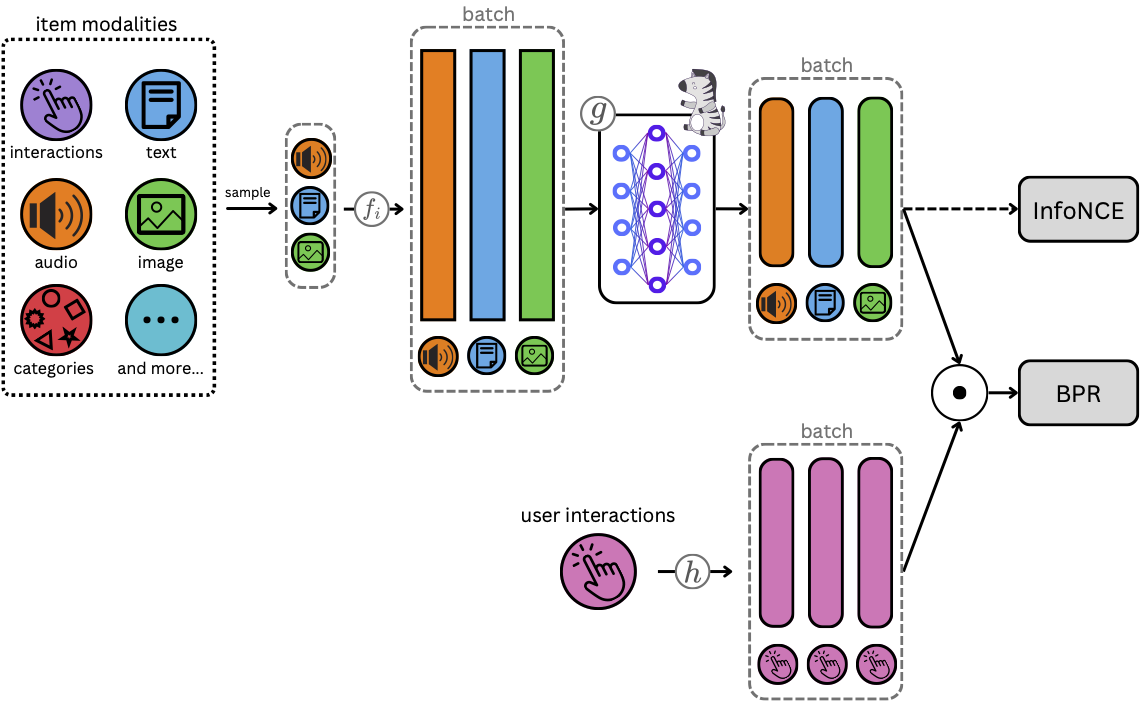 item modalities
interactions
text
audio
image
categories
and more...
sample
f_i
batch
g
batch
InfoNCE
BPR
user interactions
h
batch